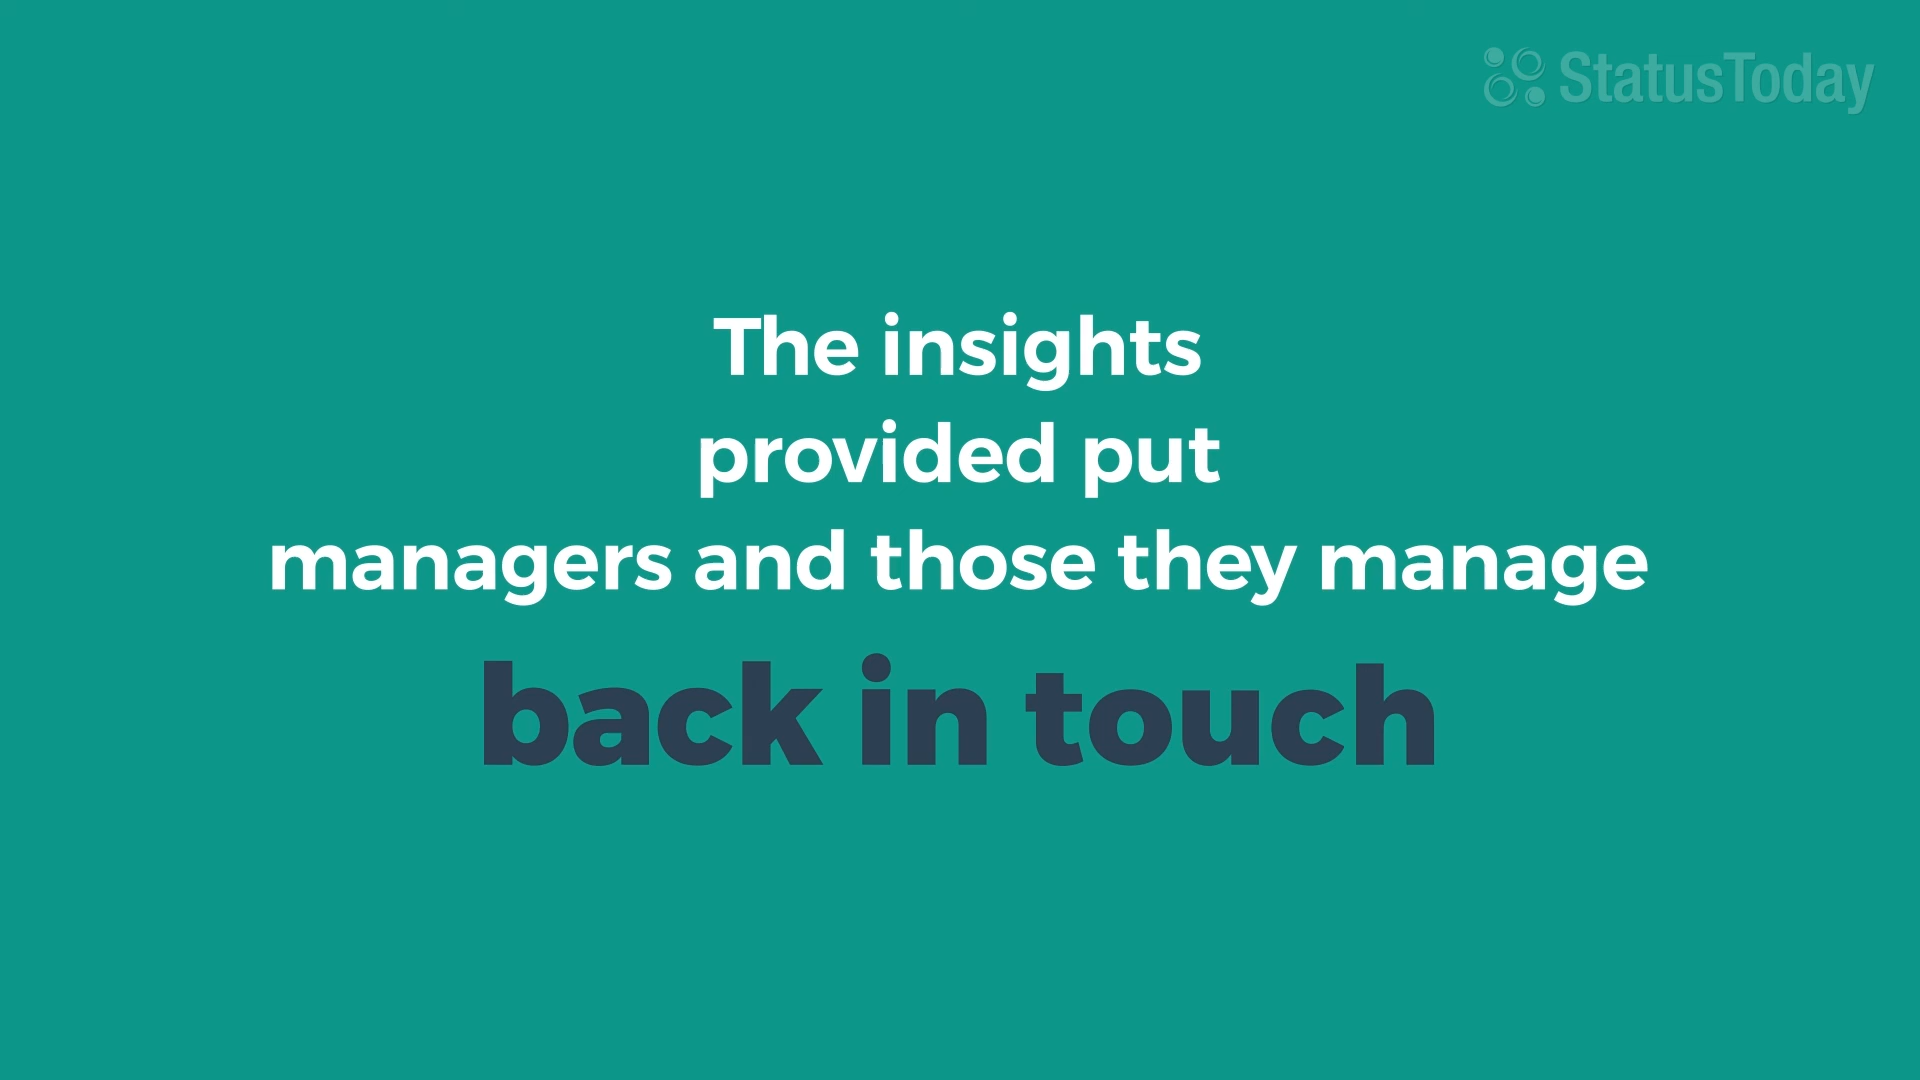 StatusToday
The insights
provided put
managers and those they manage
back in touch